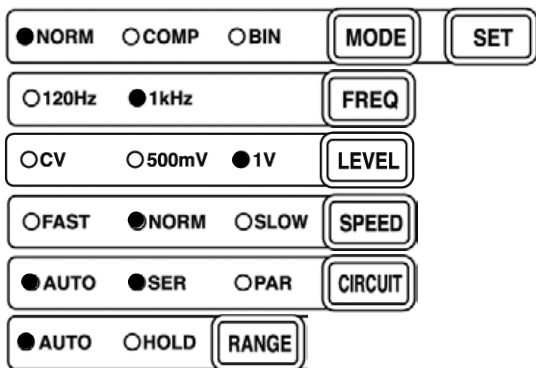 ●NORM ○COMP ○BIN MODE SET
○120Hz ●1kHz FREQ
○CV ○500mV ●1V LEVEL
○FAST ●NORM ○SLOW SPEED
●AUTO ●SER ○PAR CIRCUIT
●AUTO ○HOLD RANGE